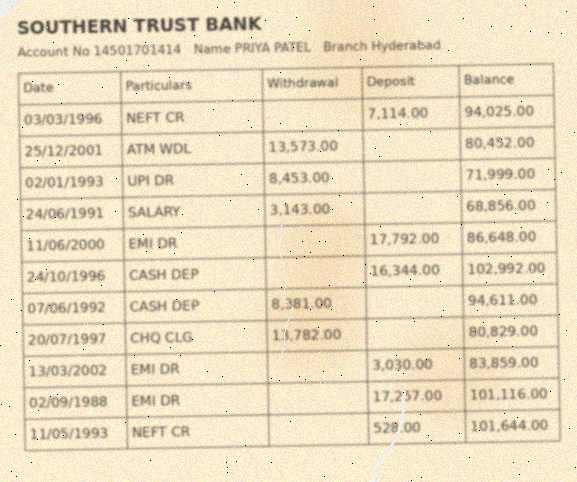 SOUTHERN TRUST BANK
Account No 14501701414 Name PRIYA PATEL Branch Hyderabad
Date Particulars Withdrawal Deposit Balance
03/03/1996 NEFT CR 7,114.00 94,025.00
25/12/2001 ATM WDL 13,573.00 80,452.00
02/01/1993 UPI DR 8,453.00 71,999.00
24/06/1991 SALARY 3,143.00 68,856.00
11/06/2000 EMI DR 17,792.00 86,648.00
24/10/1996 CASH DEP 16,344.00 102,992.00
07/06/1992 CASH DEP 8,381.00 94,611.00
20/07/1997 CHQ CLG 13,782.00 80,829.00
13/03/2002 EMI DR 3,030.00 83,859.00
02/09/1988 EMI DR 17,257.00 101,116.00
11/05/1993 NEFT CR 528.00 101,644.00